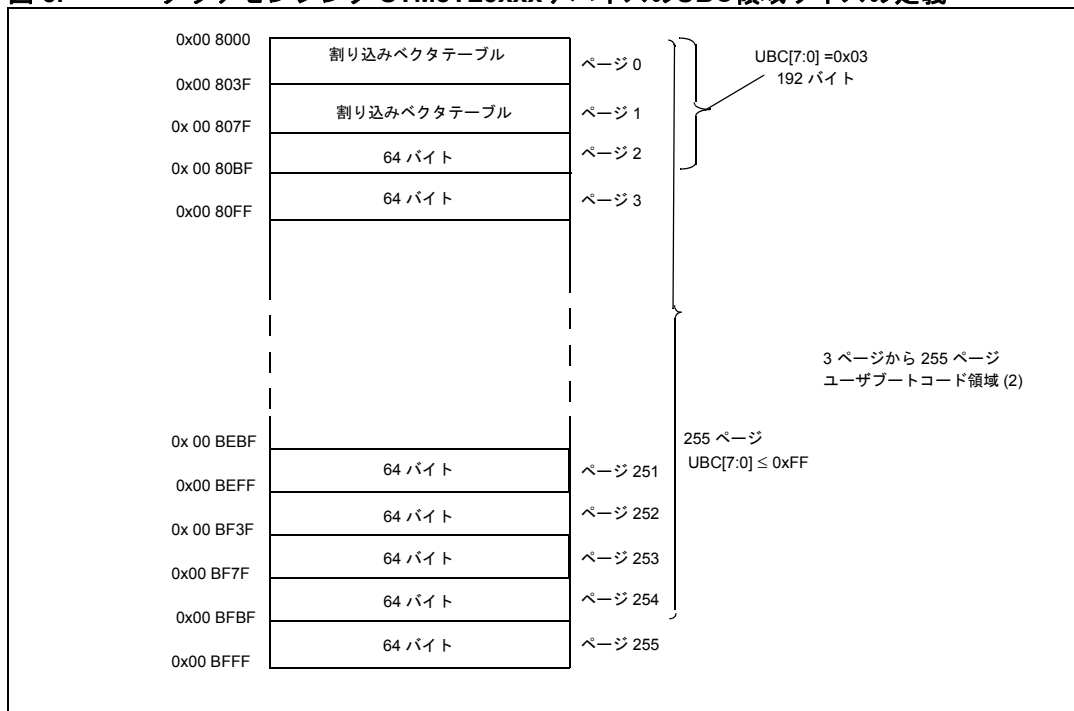 0x00 8000
割り込みベクタテーブル
ページ 0
UBC[7:0] =0x03
192 バイト
0x00 803F
割り込みベクタテーブル
ページ 1
0x 00 807F
64 バイト
ページ 2
0x 00 80BF
64 バイト
ページ 3
0x00 80FF
3 ページから 255 ページ
ユーザブートコード領域 (2)
0x 00 BEBF
255 ページ
UBC[7:0] ≤ 0xFF
64 バイト
ページ 251
0x00 BEFF
64 バイト
ページ 252
0x 00 BF3F
64 バイト
ページ 253
0x00 BF7F
64 バイト
ページ 254
0x00 BFBF
64 バイト
ページ 255
0x00 BFFF